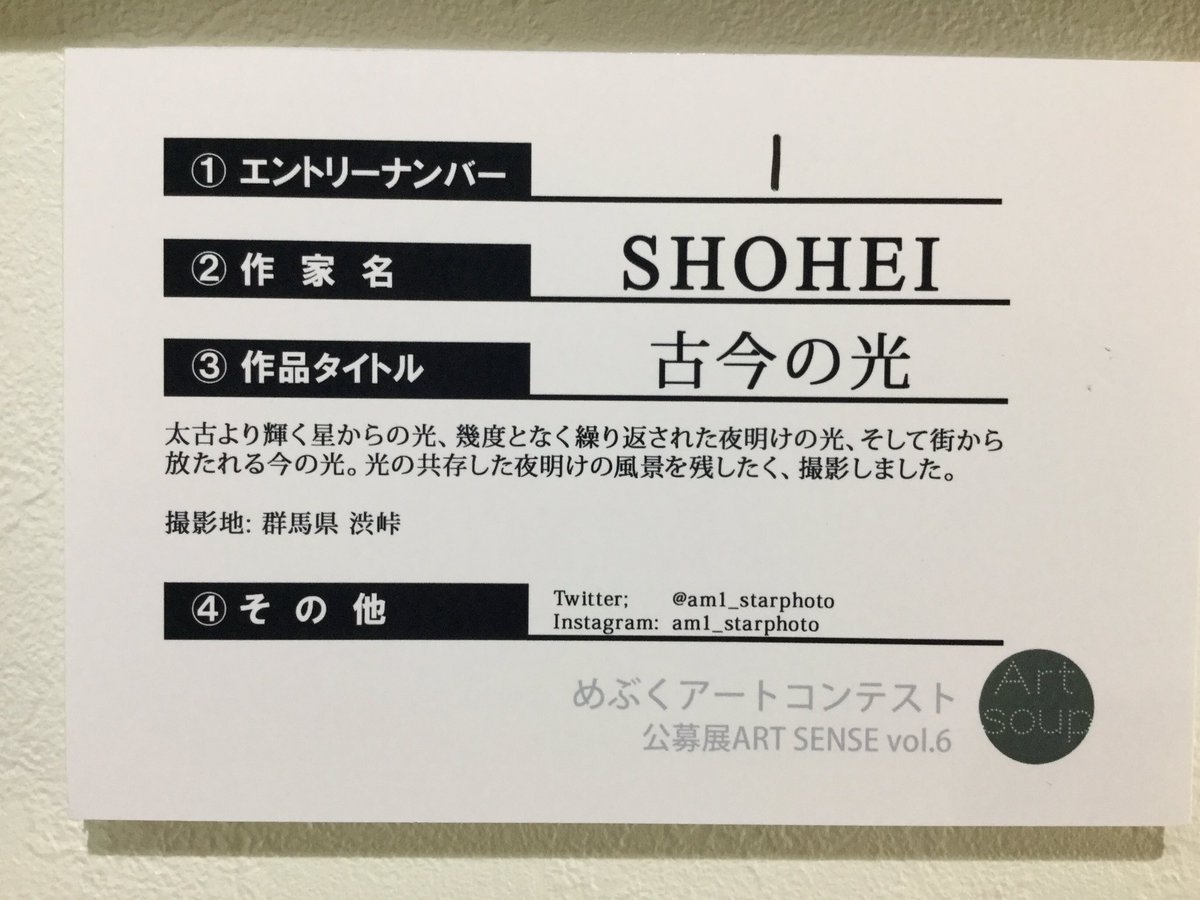 ① エントリーナンバー 1
② 作家名 SHOHEI
③ 作品タイトル 古今の光
太古より輝く星からの光、幾度となく繰り返された夜明けの光、そして街から
放たれる今の光。光の共存した夜明けの風景を残したく、撮影しました。
撮影地: 群馬県 渋峠
④ その他 Twitter; @am1_starphoto
Instagram: am1_starphoto
めぶくアートコンテスト
公募展ART SENSE vol.6
Art
soup